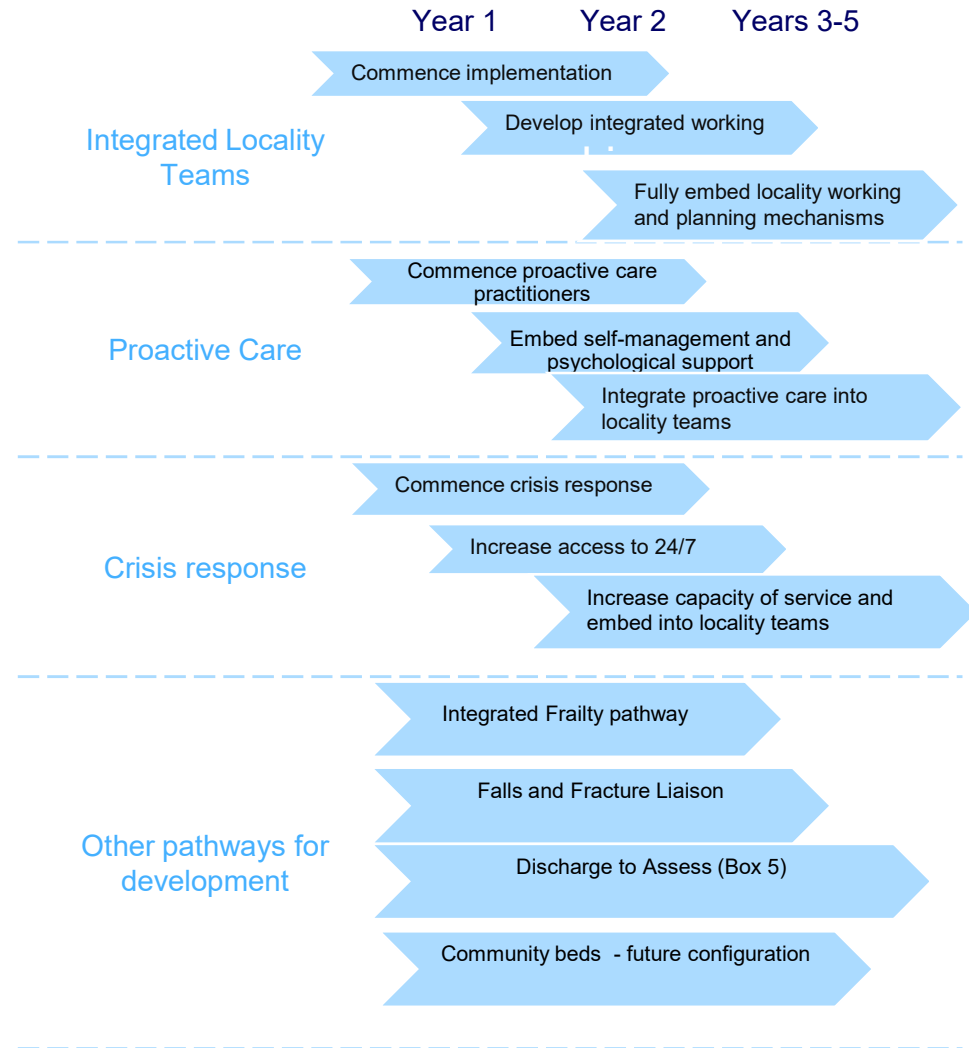 Year 1 Year 2 Years 3-5
Commence implementation
Integrated Locality
Teams
Develop integrated working
Fully embed locality working
and planning mechanisms
Proactive Care
Commence proactive care
practitioners
Embed self-management and
psychological support
Integrate proactive care into
locality teams
Crisis response
Commence crisis response
Increase access to 24/7
Increase capacity of service and
embed into locality teams
Other pathways for
development
Integrated Frailty pathway
Falls and Fracture Liaison
Discharge to Assess (Box 5)
Community beds - future configuration